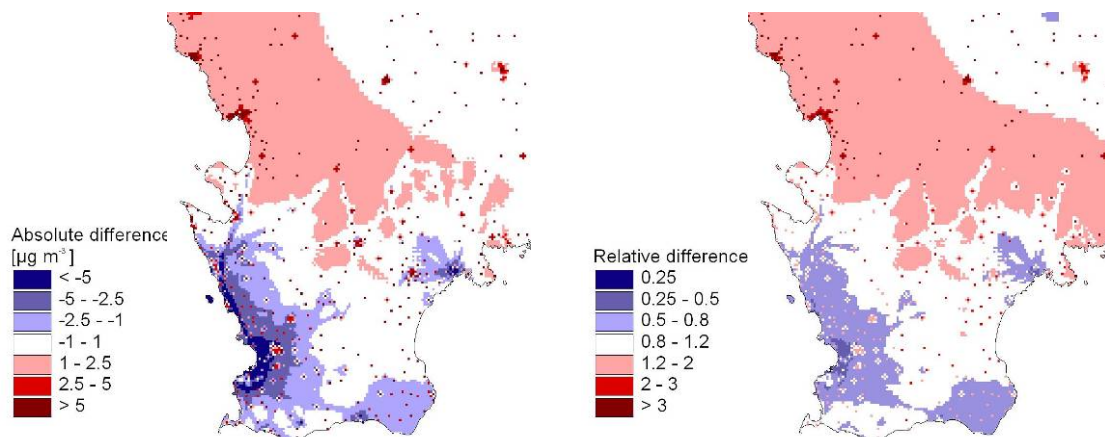 Absolute difference
[µg m⁻³ ]
< -5
-5 - -2.5
-2.5 - -1
-1 - 1
1 - 2.5
2.5 - 5
> 5
Relative difference
0.25
0.25 - 0.5
0.5 - 0.8
0.8 - 1.2
1.2 - 2
2 - 3
> 3